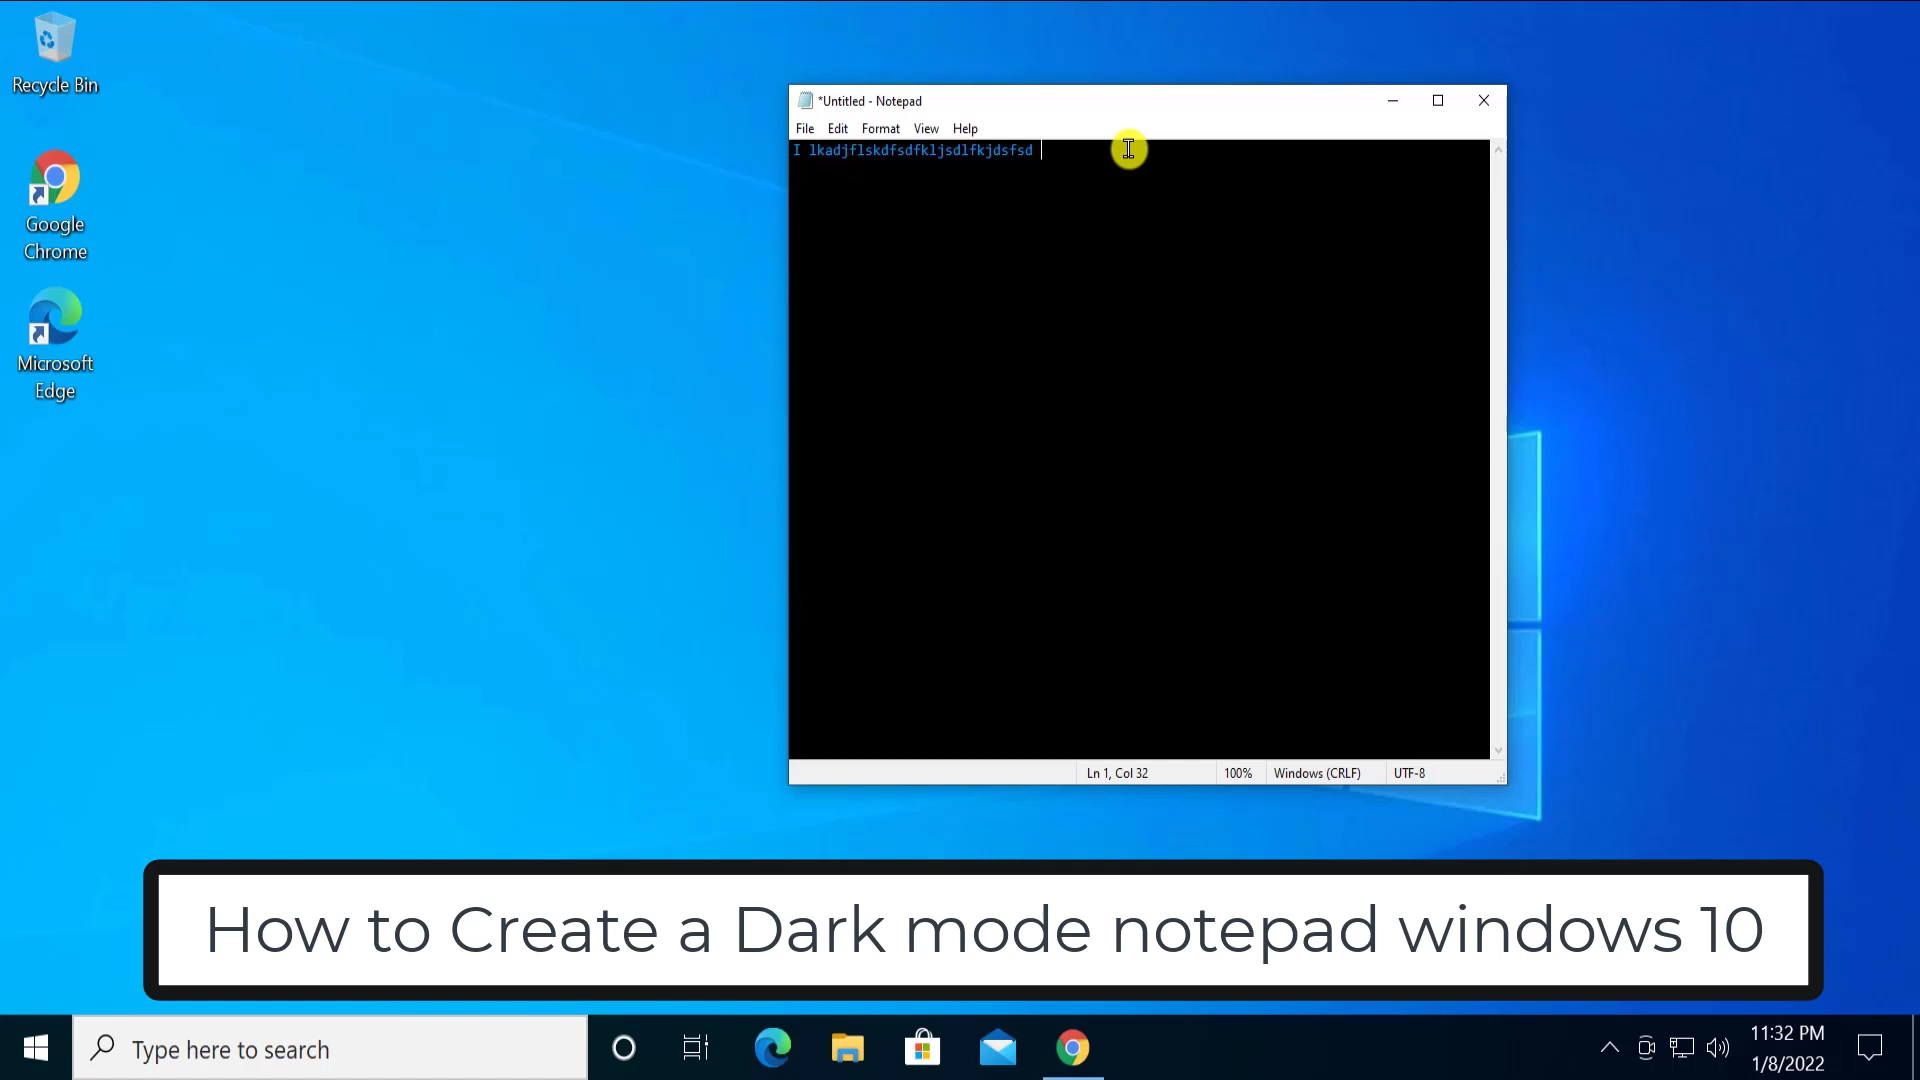 Recycle Bin
Google
Chrome
Microsoft
Edge
*Untitled - Notepad
File Edit Format View Help
I lkadjflskdfsdfkljsdlfkjdsfsd
Ln 1, Col 32 100% Windows (CRLF) UTF-8
How to Create a Dark mode notepad windows 10
Type here to search
11:32 PM
1/8/2022